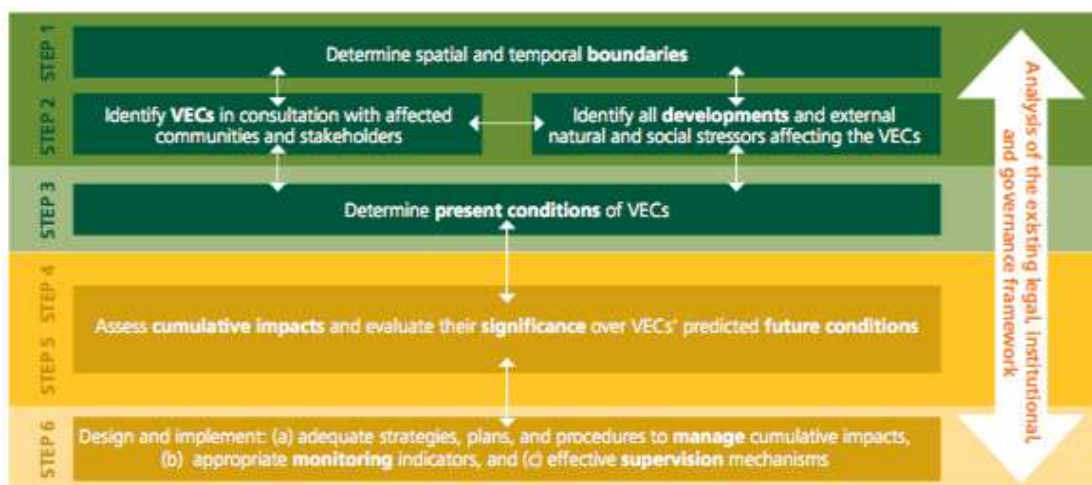 STEP 1
Determine spatial and temporal boundaries
STEP 2
Identify VECs in consultation with affected
communities and stakeholders
Identify all developments and external
natural and social stressors affecting the VECs
STEP 3
Determine present conditions of VECs
STEP 4
STEP 5
Assess cumulative impacts and evaluate their significance over VECs' predicted future conditions
STEP 6
Design and implement: (a) adequate strategies, plans, and procedures to manage cumulative impacts,
(b) appropriate monitoring indicators, and (c) effective supervision mechanisms
Analysis of the existing legal, institutional,
and governance framework